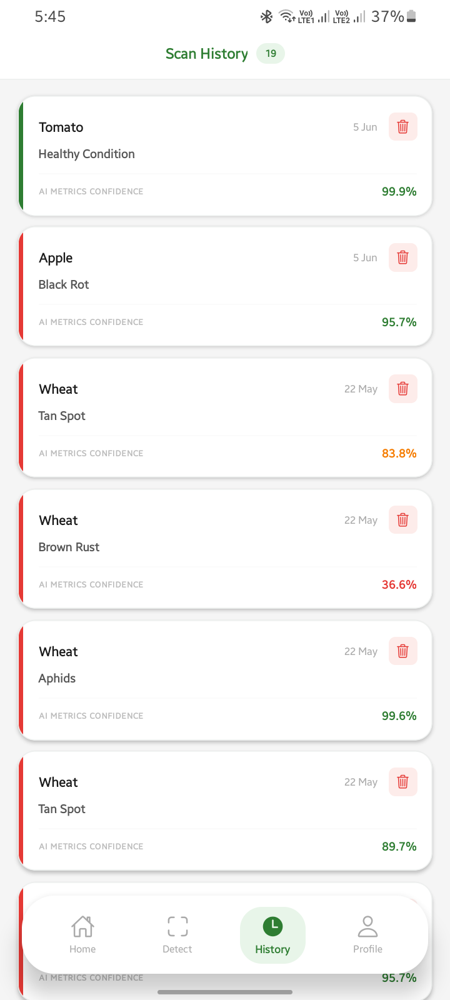 5:45 Vo)) LTE1 Vo)) LTE2 37%
Scan History 19
Tomato 5 Jun
Healthy Condition
AI METRICS CONFIDENCE 99.9%
Apple 5 Jun
Black Rot
AI METRICS CONFIDENCE 95.7%
Wheat 22 May
Tan Spot
AI METRICS CONFIDENCE 83.8%
Wheat 22 May
Brown Rust
AI METRICS CONFIDENCE 36.6%
Wheat 22 May
Aphids
AI METRICS CONFIDENCE 99.6%
Wheat 22 May
Tan Spot
AI METRICS CONFIDENCE 89.7%
Home Detect History Profile
AI METRICS CONFIDENCE 95.7%